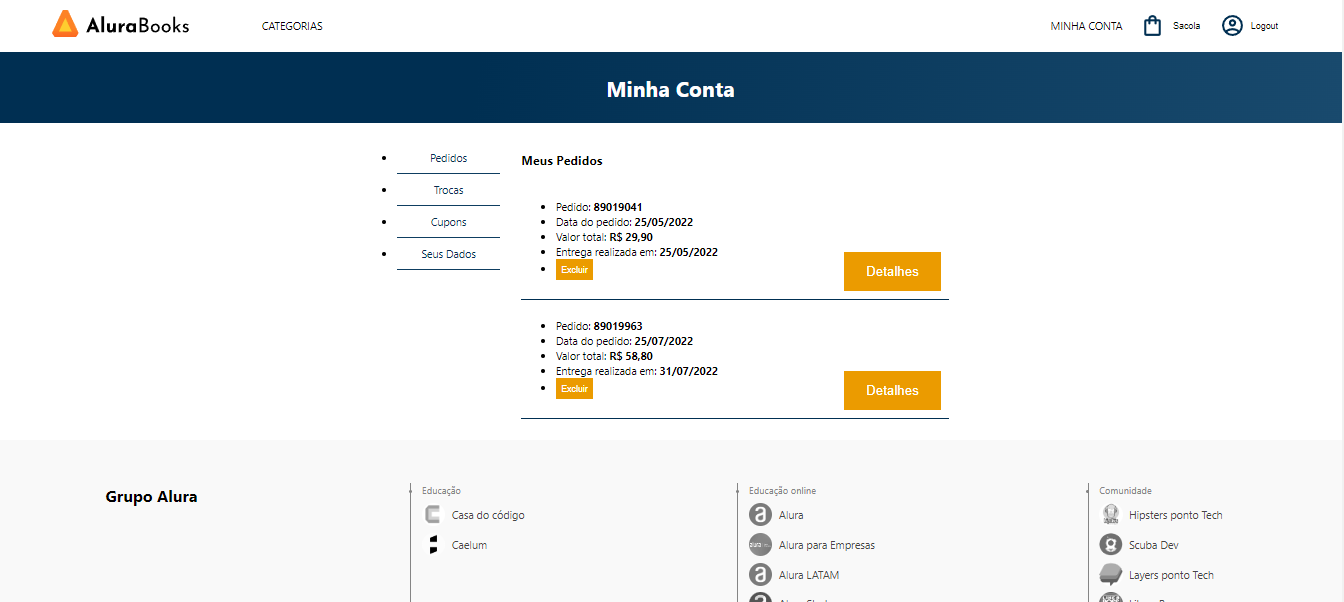 AluraBooks
CATEGORIAS
MINHA CONTA
Sacola
Logout
Minha Conta
Pedidos
Trocas
Cupons
Seus Dados
Meus Pedidos
Pedido: 89019041
Data do pedido: 25/05/2022
Valor total: R$ 29,90
Entrega realizada em: 25/05/2022
Excluir
Detalhes
Pedido: 89019963
Data do pedido: 25/07/2022
Valor total: R$ 58,80
Entrega realizada em: 31/07/2022
Excluir
Detalhes
Grupo Alura
Educação
Casa do código
Caelum
Educação online
Alura
Alura para Empresas
Alura LATAM
Comunidade
Hipsters ponto Tech
Scuba Dev
Layers ponto Tech